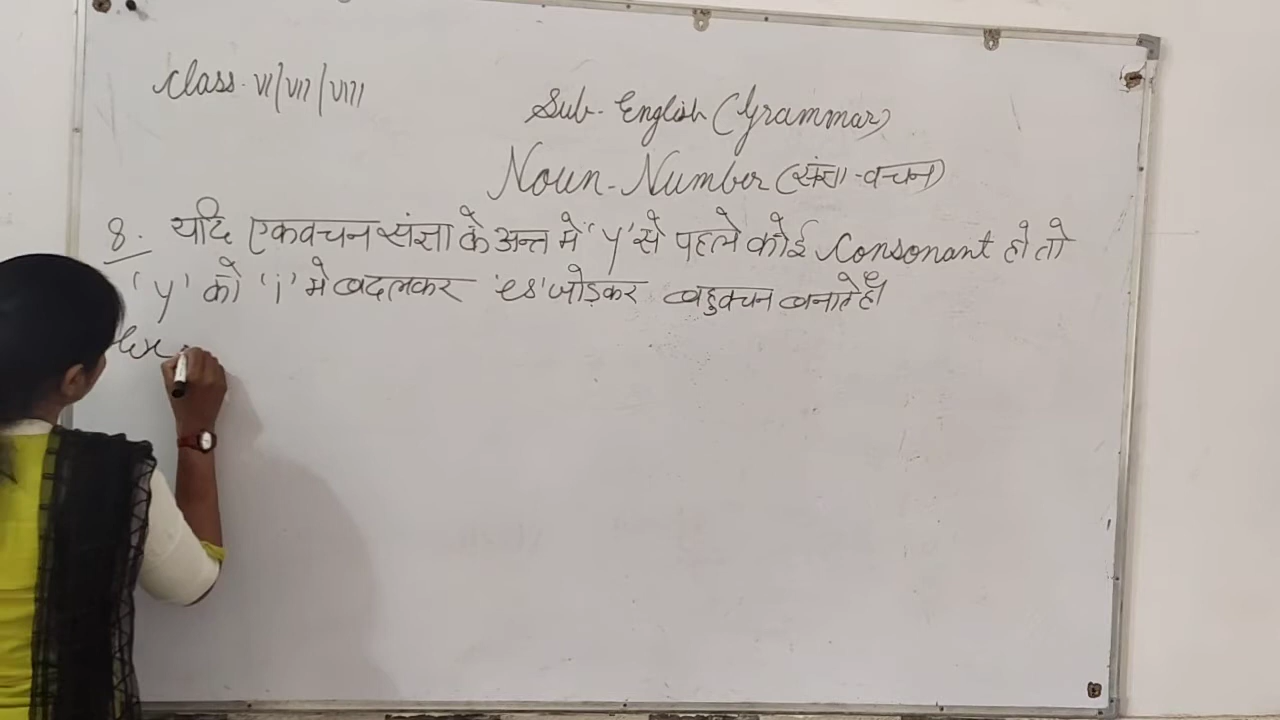 Class - VI/VII/VIII
Sub - English (Grammar)
Noun - Number (संज्ञा - वचन)
8. यदि एकवचन संज्ञा के अन्त में 'y' से पहले कोई Consonant हो तो
'y' को 'i' मे बदलकर 'es' जोड़कर बहुवचन बनाते हैं।
Ex